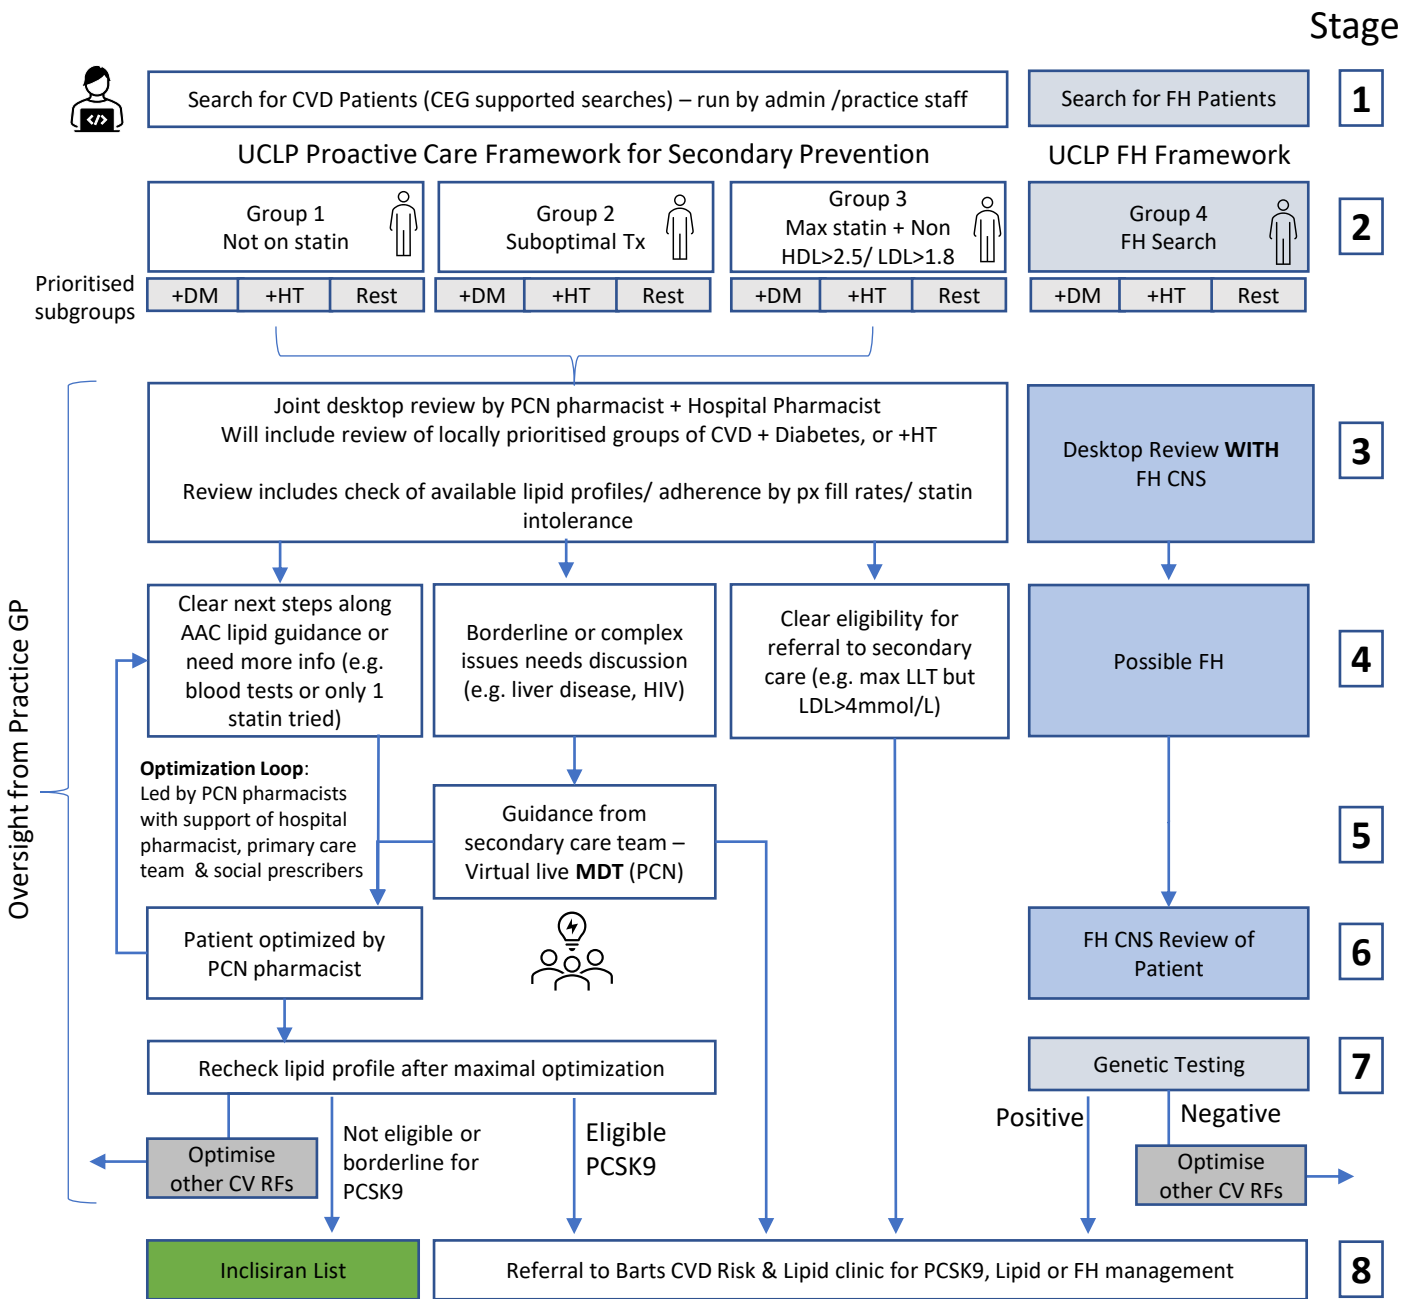 Stage
Search for CVD Patients (CEG supported searches) – run by admin /practice staff
Search for FH Patients
1
UCLP Proactive Care Framework for Secondary Prevention
UCLP FH Framework
Group 1
Not on statin
Group 2
Suboptimal Tx
Group 3
Max statin + Non
HDL>2.5/ LDL>1.8
Group 4
FH Search
2
Prioritised
subgroups
+DM
+HT
Rest
+DM
+HT
Rest
+DM
+HT
Rest
+DM
+HT
Rest
Oversight from Practice GP
Joint desktop review by PCN pharmacist + Hospital Pharmacist
Will include review of locally prioritised groups of CVD + Diabetes, or +HT
Review includes check of available lipid profiles/ adherence by px fill rates/ statin
intolerance
Desktop Review WITH
FH CNS
3
Clear next steps along
AAC lipid guidance or
need more info (e.g.
blood tests or only 1
statin tried)
Borderline or complex
issues needs discussion
(e.g. liver disease, HIV)
Clear eligibility for
referral to secondary
care (e.g. max LLT but
LDL>4mmol/L)
Possible FH
4
Optimization Loop:
Led by PCN pharmacists
with support of hospital
pharmacist, primary care
team & social prescribers
Guidance from
secondary care team –
Virtual live MDT (PCN)
5
Patient optimized by
PCN pharmacist
FH CNS Review of
Patient
6
Recheck lipid profile after maximal optimization
Genetic Testing
7
Optimise
other CV RFs
Not eligible or
borderline for
PCSK9
Eligible
PCSK9
Positive
Negative
Optimise
other CV RFs
Inclisiran List
Referral to Barts CVD Risk & Lipid clinic for PCSK9, Lipid or FH management
8